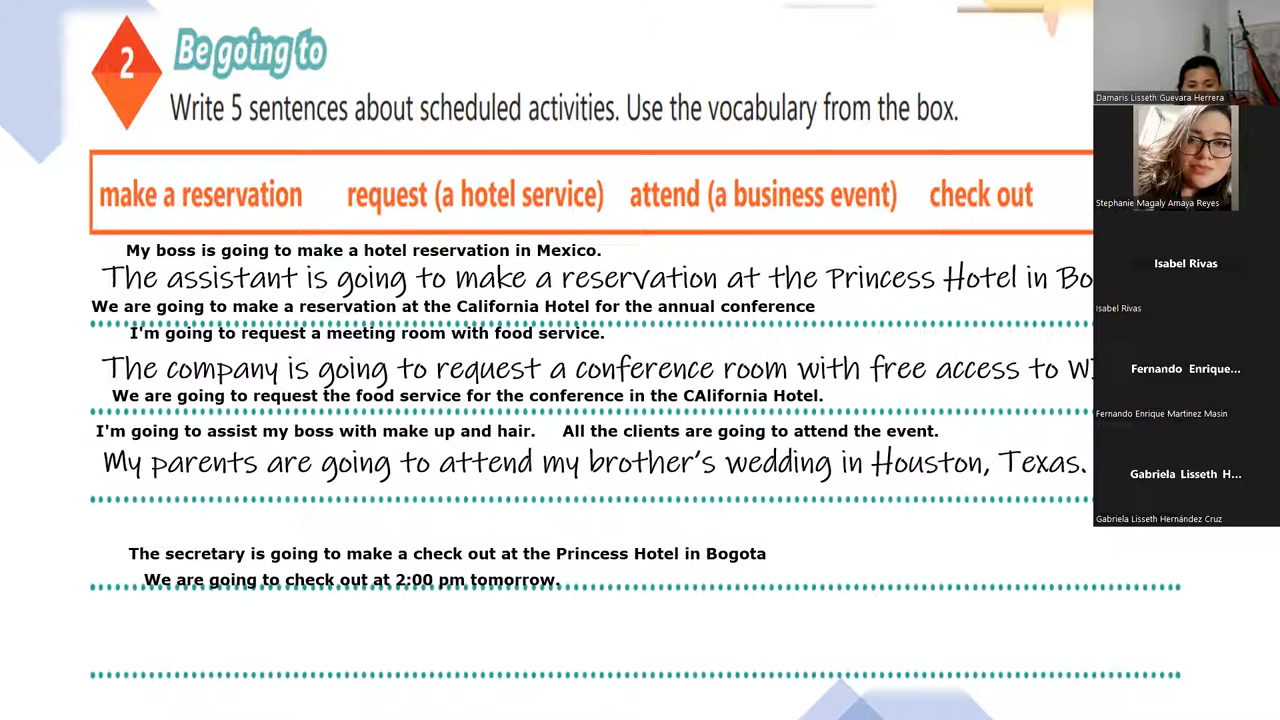 2
Be going to
Write 5 sentences about scheduled activities. Use the vocabulary from the box.
make a reservation request (a hotel service) attend (a business event) check out
My boss is going to make a hotel reservation in Mexico.
The assistant is going to make a reservation at the Princess Hotel in Bo
We are going to make a reservation at the California Hotel for the annual conference
I'm going to request a meeting room with food service.
The company is going to request a conference room with free access to
We are going to request the food service for the conference in the CAlifornia Hotel.
I'm going to assist my boss with make up and hair. All the clients are going to attend the event.
My parents are going to attend my brother's wedding in Houston, Texas.
The secretary is going to make a check out at the Princess Hotel in Bogota
We are going to check out at 2:00 pm tomorrow.
Damaris Lisseth Guevara Herrera
Stephanie Magaly Amaya Reyes
Isabel Rivas
Isabel Rivas
Fernando Enrique...
Fernando Enrique Martinez Masin
Gabriela Lisseth H...
Gabriela Lisseth Hernández Cruz